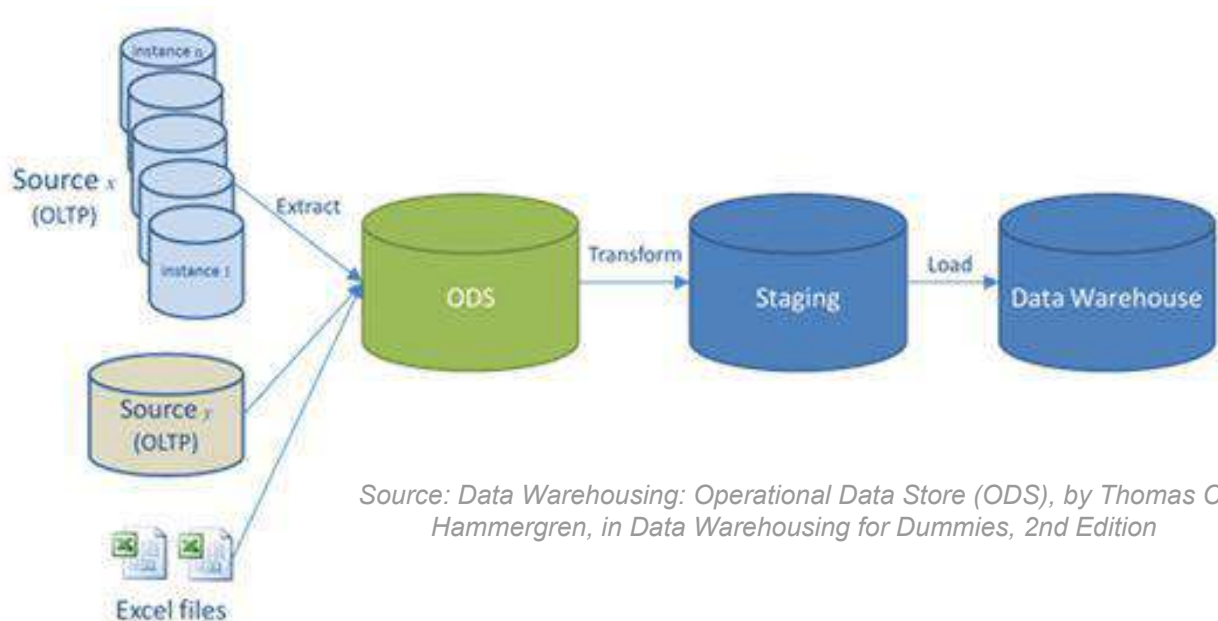 instance n
Source x
(OLTP)
instance 1
Extract
ODS
Transform
Staging
Load
Data Warehouse
Source y
(OLTP)
Source: Data Warehousing: Operational Data Store (ODS), by Thomas C
Hammergren, in Data Warehousing for Dummies, 2nd Edition
Excel files